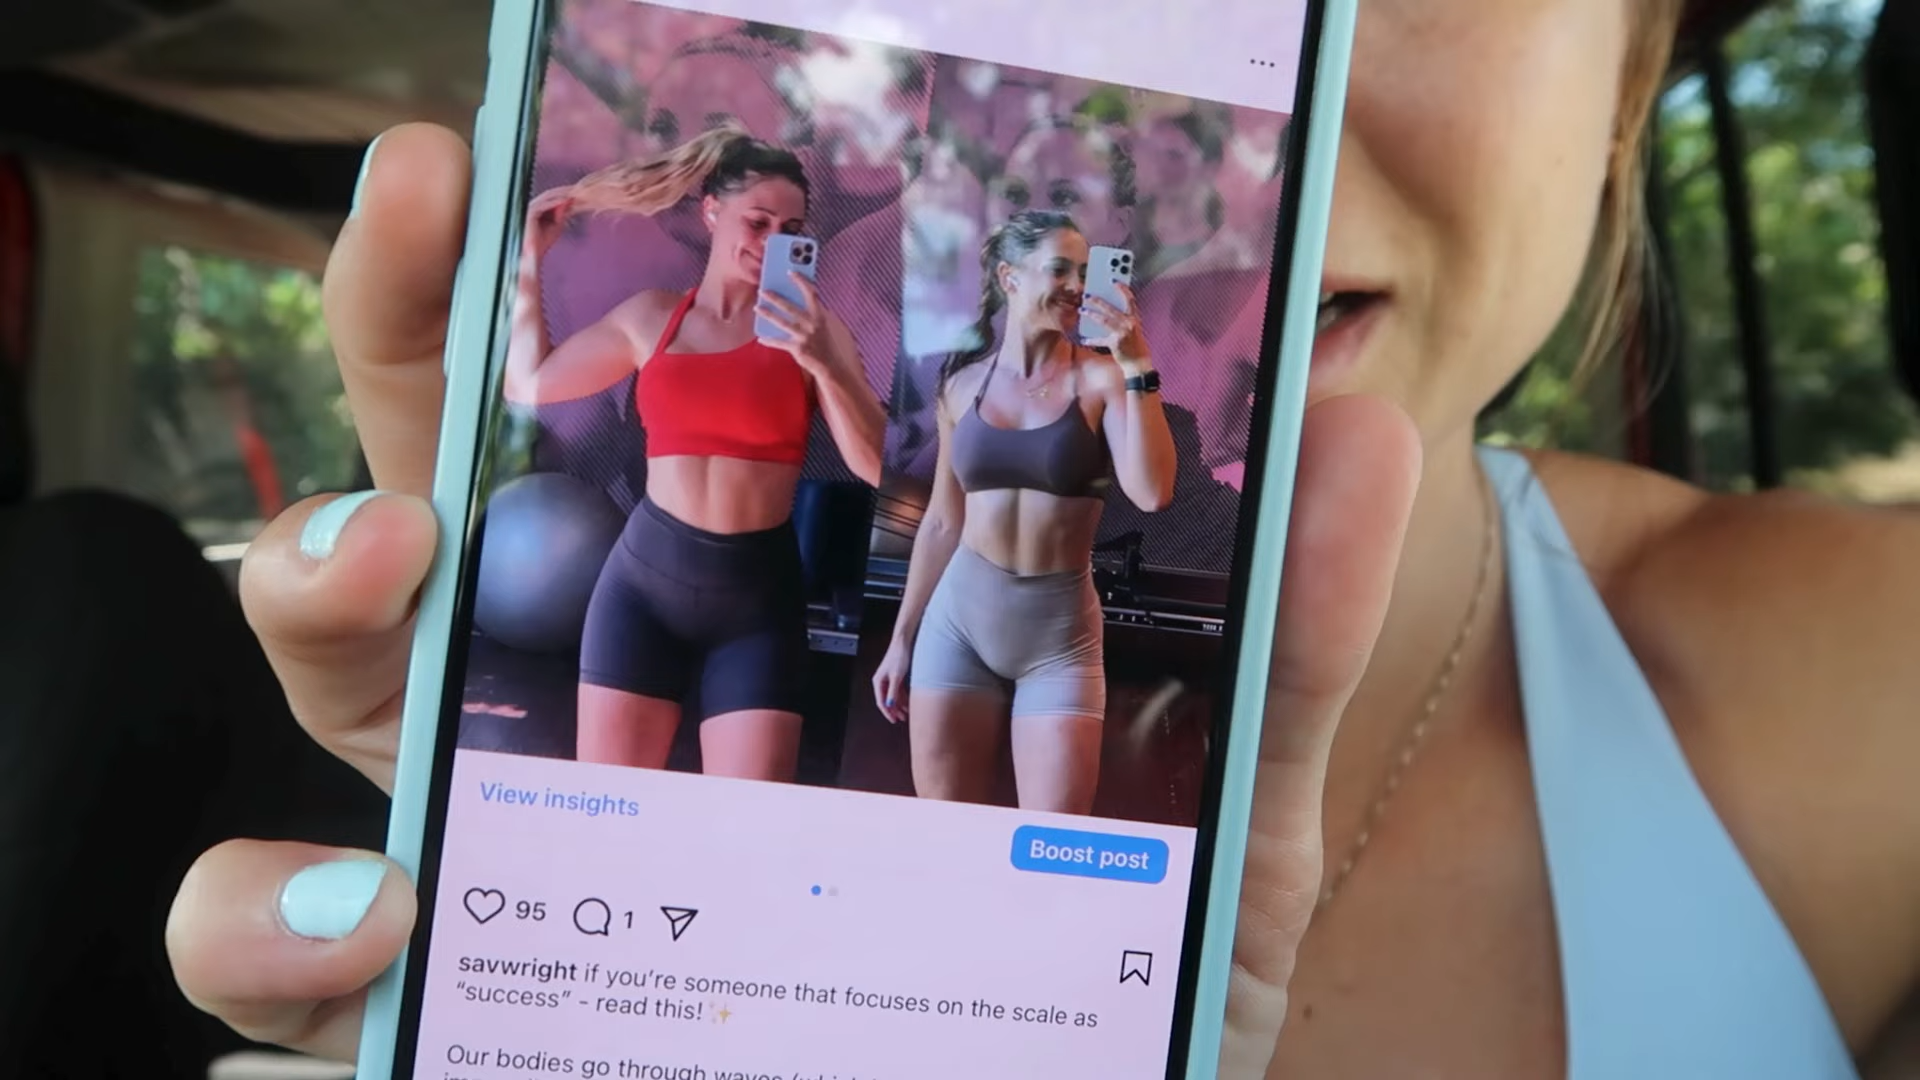 View insights
Boost post
95 1
savwright if you're someone that focuses on the scale as
"success" - read this! ✨
Our bodies go through waves